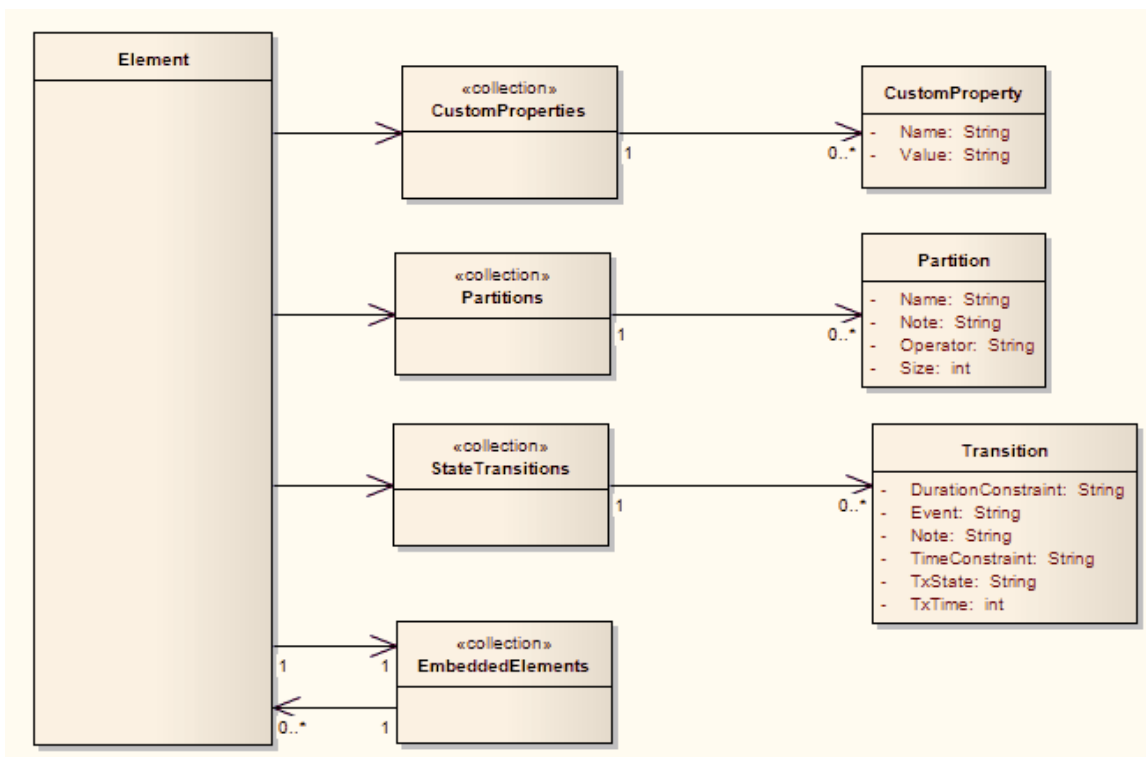 Element
«collection»
CustomProperties
1
0..*
CustomProperty
- Name: String
- Value: String
«collection»
Partitions
1
0..*
Partition
- Name: String
- Note: String
- Operator: String
- Size: int
«collection»
StateTransitions
1
0..*
Transition
- DurationConstraint: String
- Event: String
- Note: String
- TimeConstraint: String
- TxState: String
- TxTime: int
«collection»
EmbeddedElements
1
1
0..*
1